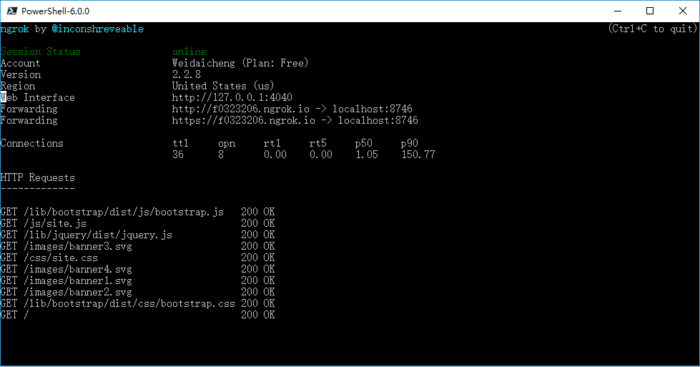 PowerShell-6.0.0
ngrok by @inconshreveable (Ctrl+C to quit)
Session Status online
Account Weidaicheng (Plan: Free)
Version 2.2.8
Region United States (us)
Web Interface http://127.0.0.1:4040
Forwarding http://f0323206.ngrok.io -> localhost:8746
Forwarding https://f0323206.ngrok.io -> localhost:8746
Connections ttl opn rt1 rt5 p50 p90
36 8 0.00 0.00 1.05 150.77
HTTP Requests
-------------
GET /lib/bootstrap/dist/js/bootstrap.js 200 OK
GET /js/site.js 200 OK
GET /lib/jquery/dist/jquery.js 200 OK
GET /images/banner3.svg 200 OK
GET /css/site.css 200 OK
GET /images/banner4.svg 200 OK
GET /images/banner1.svg 200 OK
GET /images/banner2.svg 200 OK
GET /lib/bootstrap/dist/css/bootstrap.css 200 OK
GET / 200 OK